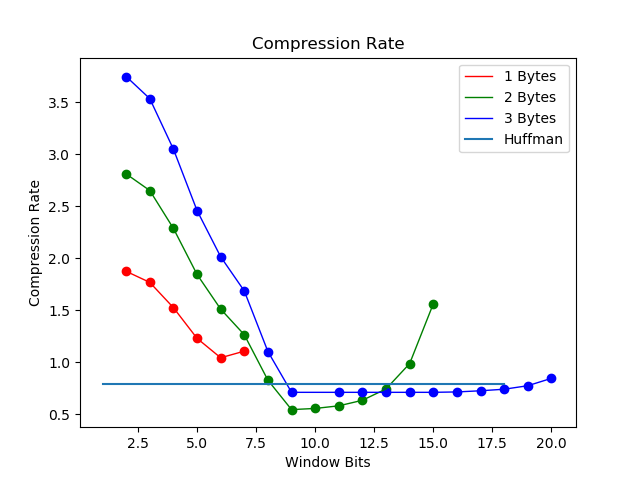 Compression Rate
1 Bytes
2 Bytes
3 Bytes
Huffman
Compression Rate
3.5
3.0
2.5
2.0
1.5
1.0
0.5
2.5 5.0 7.5 10.0 12.5 15.0 17.5 20.0
Window Bits